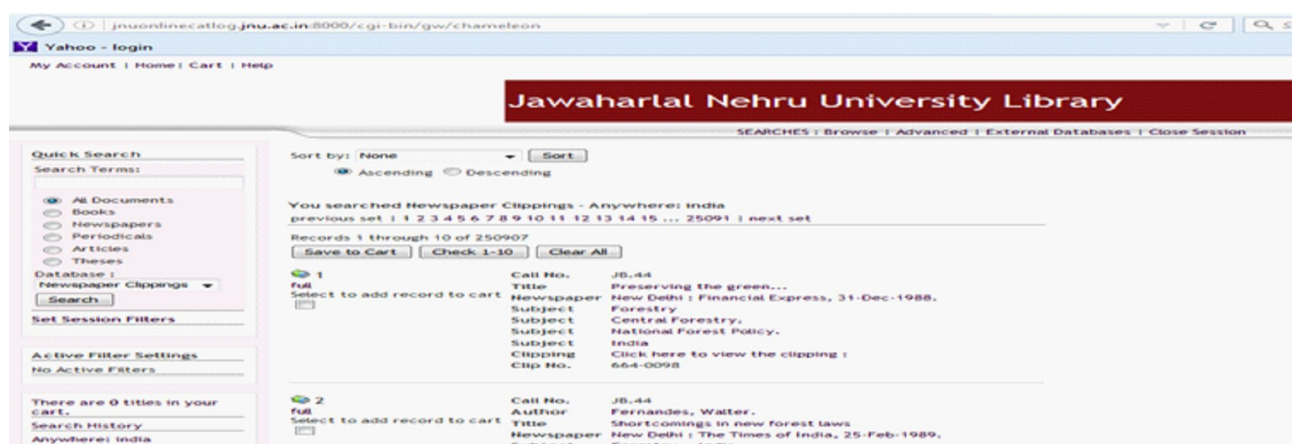 jnuonlinecatlog.jnu.ac.in:8000/cgi-bin/gw/chameleon
Yahoo - login
My Account | Home | Cart | Help
Jawaharlal Nehru University Library
SEARCHES : Browse | Advanced | External Databases | Close Session
Quick Search
Search Terms:
All Documents
Books
Newspapers
Periodicals
Articles
Theses
Database :
Newspaper Clippings
Search
Set Session Filters
Active Filter Settings
No Active Filters
There are 0 titles in your
cart.
Search History
Anywhere: india
Sort by: None Sort
Ascending Descending
You searched Newspaper Clippings - Anywhere: india
previous set | 1 2 3 4 5 6 7 8 9 10 11 12 13 14 15 ... 25091 | next set
Records 1 through 10 of 250907
Save to Cart Check 1-10 Clear All
1
full
Select to add record to cart
Call No. J8.44
Title Preserving the green...
Newspaper New Delhi : Financial Express, 31-Dec-1988.
Subject Forestry
Subject Central Forestry.
Subject National Forest Policy.
Subject India
Clipping Click here to view the clipping :
Clip No. 664-0098
2
full
Select to add record to cart
Call No. J8.44
Author Fernandes, Walter.
Title Shortcomings in new forest laws
Newspaper New Delhi : The Times of India, 25-Feb-1989.